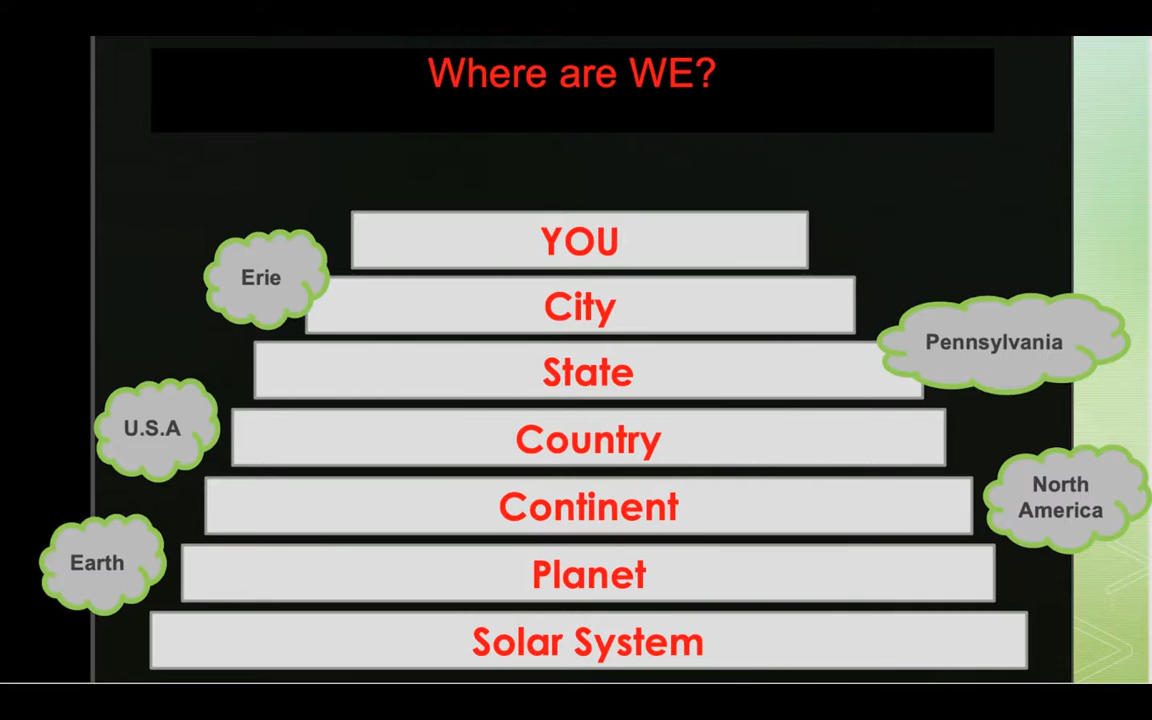 Where are WE?
YOU
Erie
City
Pennsylvania
State
U.S.A
Country
North
America
Continent
Earth
Planet
Solar System